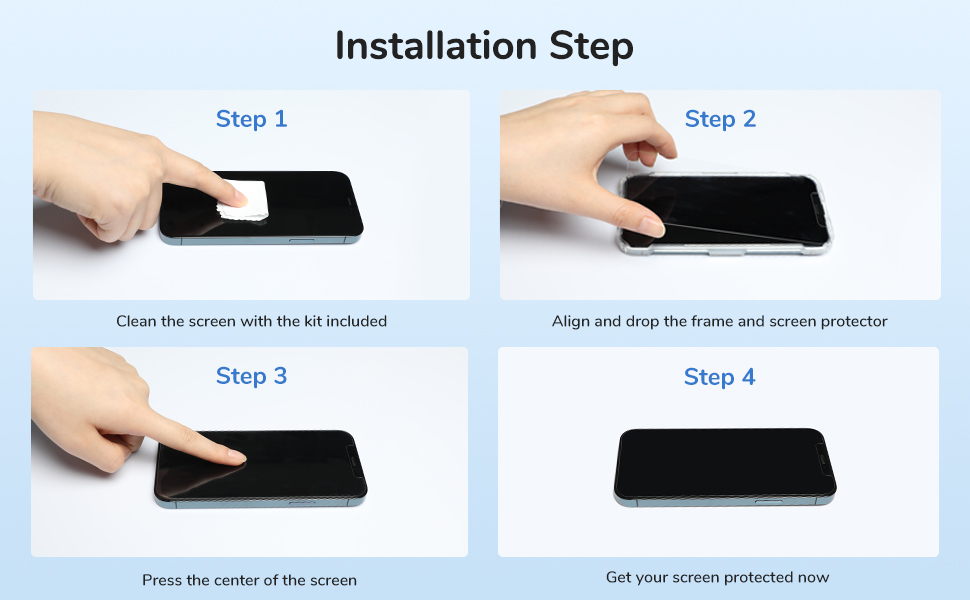 Installation Step
Step 1
Step 2
Clean the screen with the kit included
Align and drop the frame and screen protector
Step 3
Step 4
Press the center of the screen
Get your screen protected now